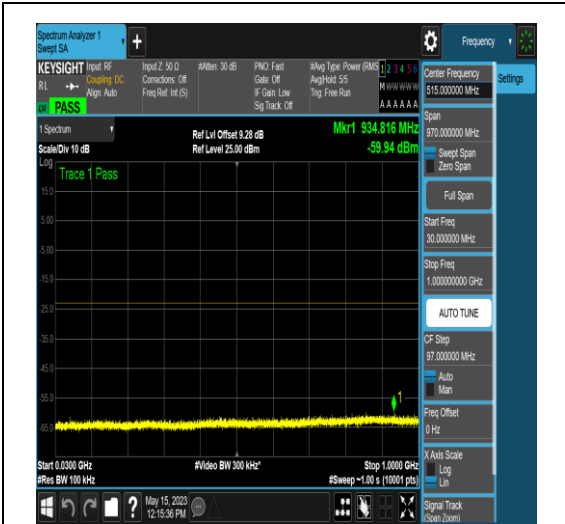 Spectrum Analyzer 1
Swept SA
+
Frequency
KEYSIGHT
RL
PASS
Input: RF
Coupling: DC
Align: Auto
Input Z: 50 Ω
Corrections: Off
Freq Ref: Int (S)
#Atten: 30 dB
PNO: Fast
Gate: Off
IF Gain: Low
Sig Track: Off
#Avg Type: Power (RMS)
Avg|Hold: 5/5
Trig: Free Run
1 2 3 4 5 6
M W W W W W
A A A A A A
1 Spectrum
Scale/Div 10 dB
Ref Lvl Offset 9.28 dB
Ref Level 25.00 dBm
Mkr1 934.816 MHz
-59.94 dBm
Log
Trace 1 Pass
15.0
5.00
-5.00
-15.0
-25.0
-35.0
-45.0
-55.0
-65.0
1
Start 0.0300 GHz
#Res BW 100 kHz
#Video BW 300 kHz*
Stop 1.0000 GHz
#Sweep ~1.00 s (10001 pts)
May 15, 2023
12:15:36 PM
?
Center Frequency
515.000000 MHz
Settings
Span
970.000000 MHz
Swept Span
Zero Span
Full Span
Start Freq
30.000000 MHz
Stop Freq
1.000000000 GHz
AUTO TUNE
CF Step
97.000000 MHz
Auto
Man
Freq Offset
0 Hz
X Axis Scale
Log
Lin
Signal Track
(Span Zoom)